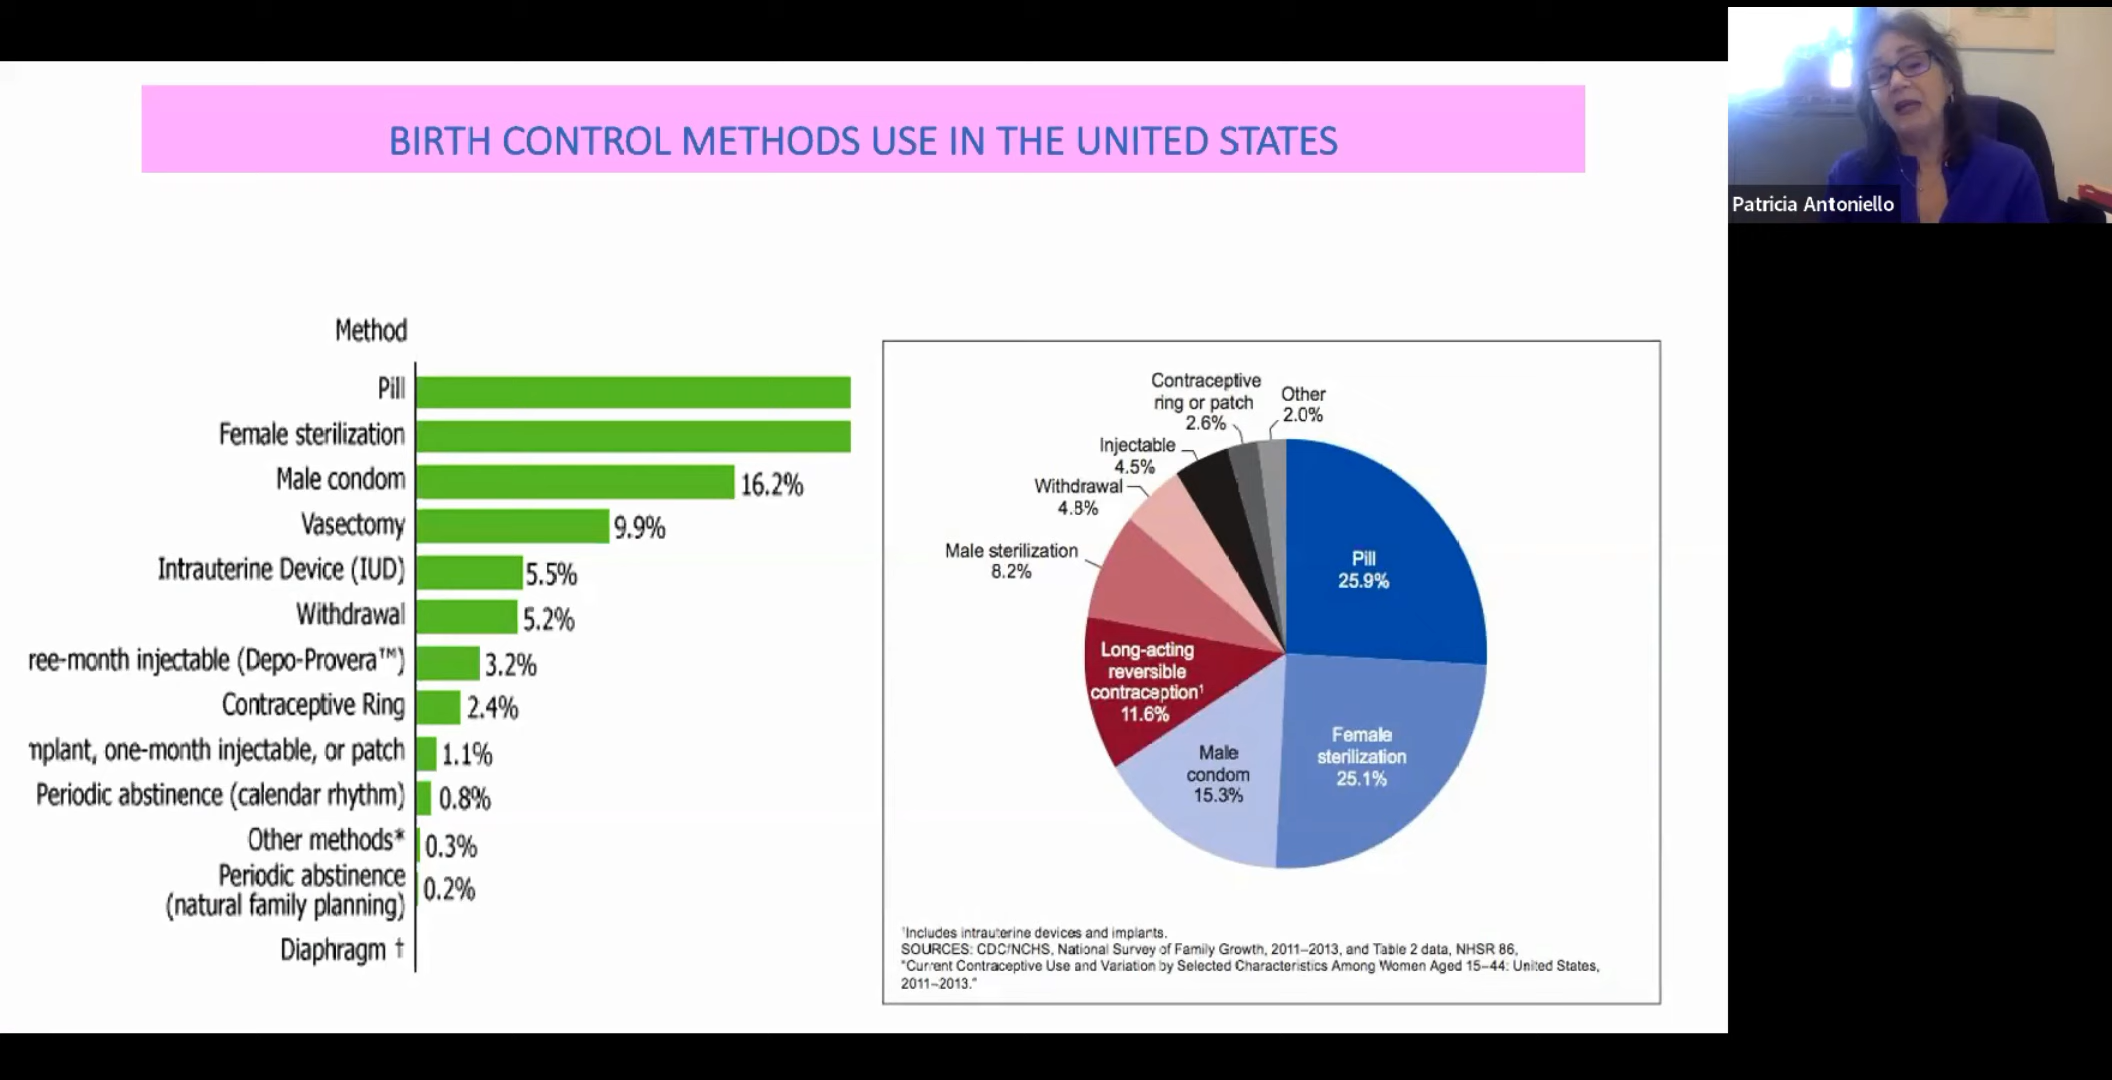 BIRTH CONTROL METHODS USE IN THE UNITED STATES
Patricia Antoniello
Method
Pill
Female sterilization
Male condom 16.2%
Vasectomy 9.9%
Intrauterine Device (IUD) 5.5%
Withdrawal 5.2%
ree-month injectable (Depo-Provera™) 3.2%
Contraceptive Ring 2.4%
mplant, one-month injectable, or patch 1.1%
Periodic abstinence (calendar rhythm) 0.8%
Other methods* 0.3%
Periodic abstinence
(natural family planning) 0.2%
Diaphragm †
Contraceptive
ring or patch
2.6%
Other
2.0%
Injectable
4.5%
Withdrawal
4.8%
Male sterilization
8.2%
Pill
25.9%
Long-acting
reversible
contraception¹
11.6%
Female
sterilization
25.1%
Male
condom
15.3%
¹Includes intrauterine devices and implants.
SOURCES: CDC/NCHS, National Survey of Family Growth, 2011–2013, and Table 2 data, NHSR 86,
"Current Contraceptive Use and Variation by Selected Characteristics Among Women Aged 15–44: United States,
2011–2013."